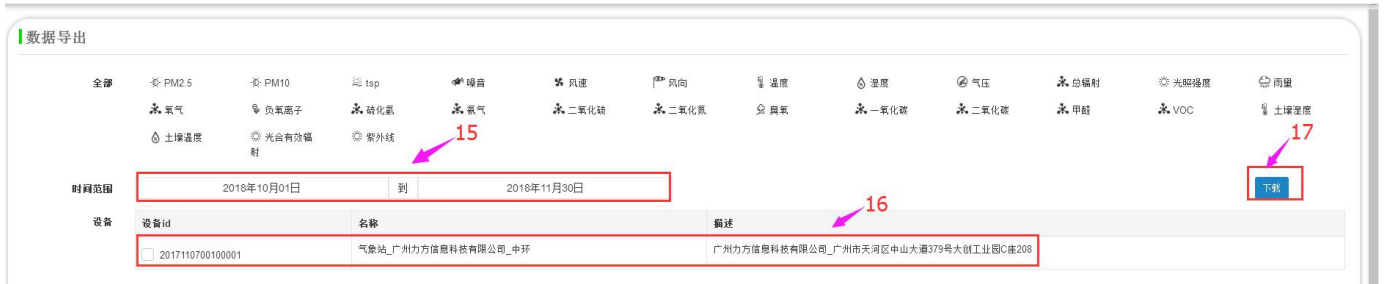 数据导出
全部 PM2.5 PM10 tsp 噪音 风速 风向 温度 湿度 气压 总辐射 光照强度 雨量
氧气 负氧离子 硫化氢 氨气 二氧化硫 二氧化氮 臭氧 一氧化碳 二氧化碳 甲醛 VOC 土壤湿度
土壤温度 光合有效辐 紫外线 15 17
射
时间范围 2018年10月01日 到 2018年11月30日 下载
16
设备 设备id 名称 描述
2017110700100001 气象站_广州力方信息科技有限公司_中环 广州力方信息科技有限公司_广州市天河区中山大道379号大创工业园C座208